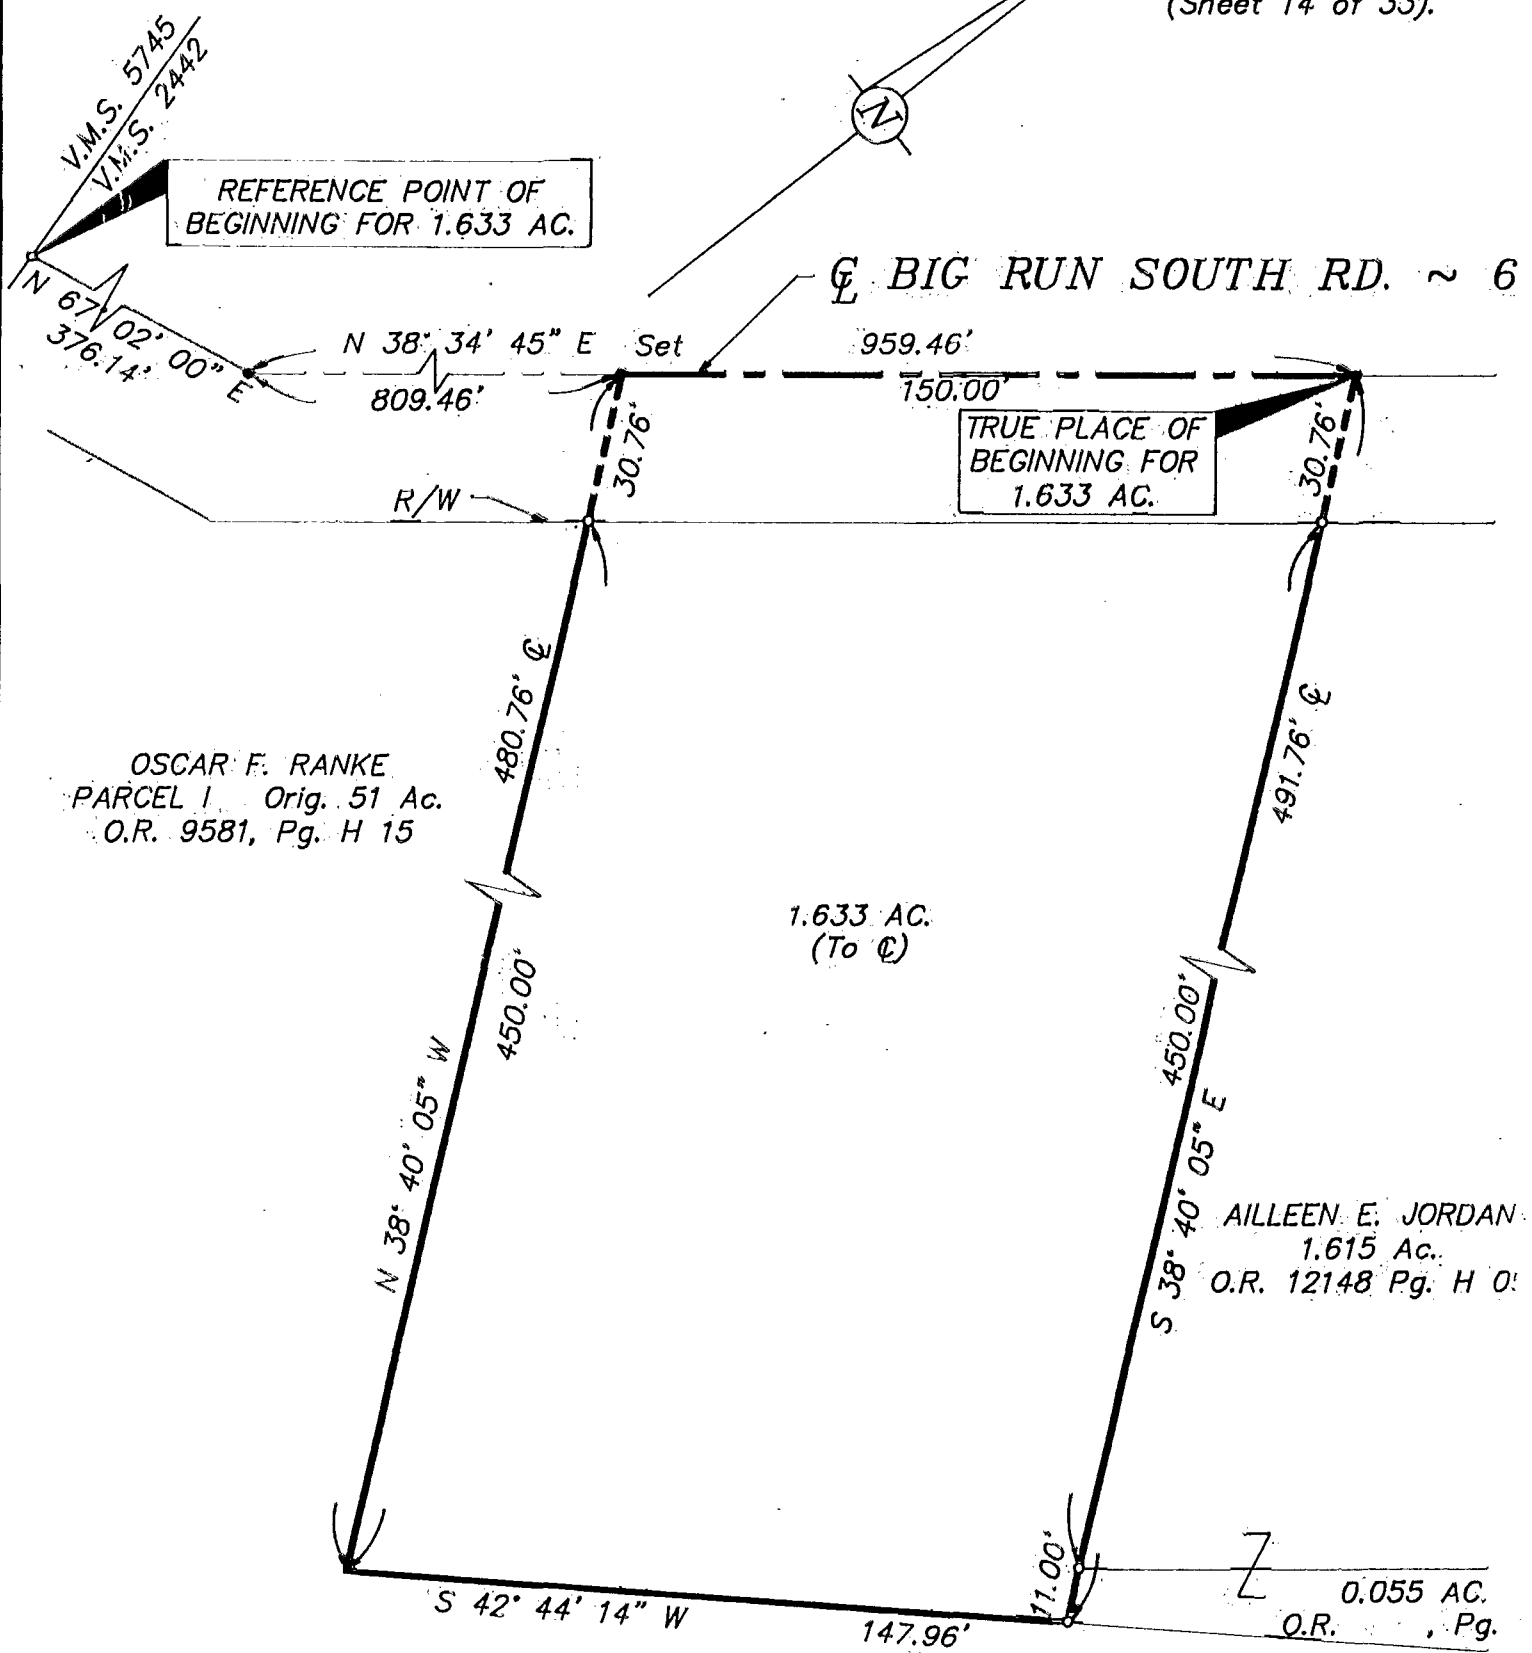 (Sheet 14 of 33).
V.M.S. 5745
V.M.S. 2442
N
REFERENCE POINT OF
BEGINNING FOR 1.633 AC.
℄ BIG RUN SOUTH RD. ~ 6
N 67° 02' 00" E
376.14'
N 38° 34' 45" E
Set
959.46'
809.46'
150.00'
30.76'
TRUE PLACE OF
BEGINNING FOR
1.633 AC.
30.76'
R/W
480.76' ℄
491.76' ℄
OSCAR F. RANKE
PARCEL I Orig. 51 Ac.
O.R. 9581, Pg. H 15
1.633 AC.
(To ℄)
450.00'
450.00'
N 38° 40' 05" W
S 38° 40' 05" E
AILLEEN E. JORDAN
1.615 Ac.
O.R. 12148 Pg. H
11.00'
S 42° 44' 14" W
147.96'
0.055 AC.
O.R. , Pg.